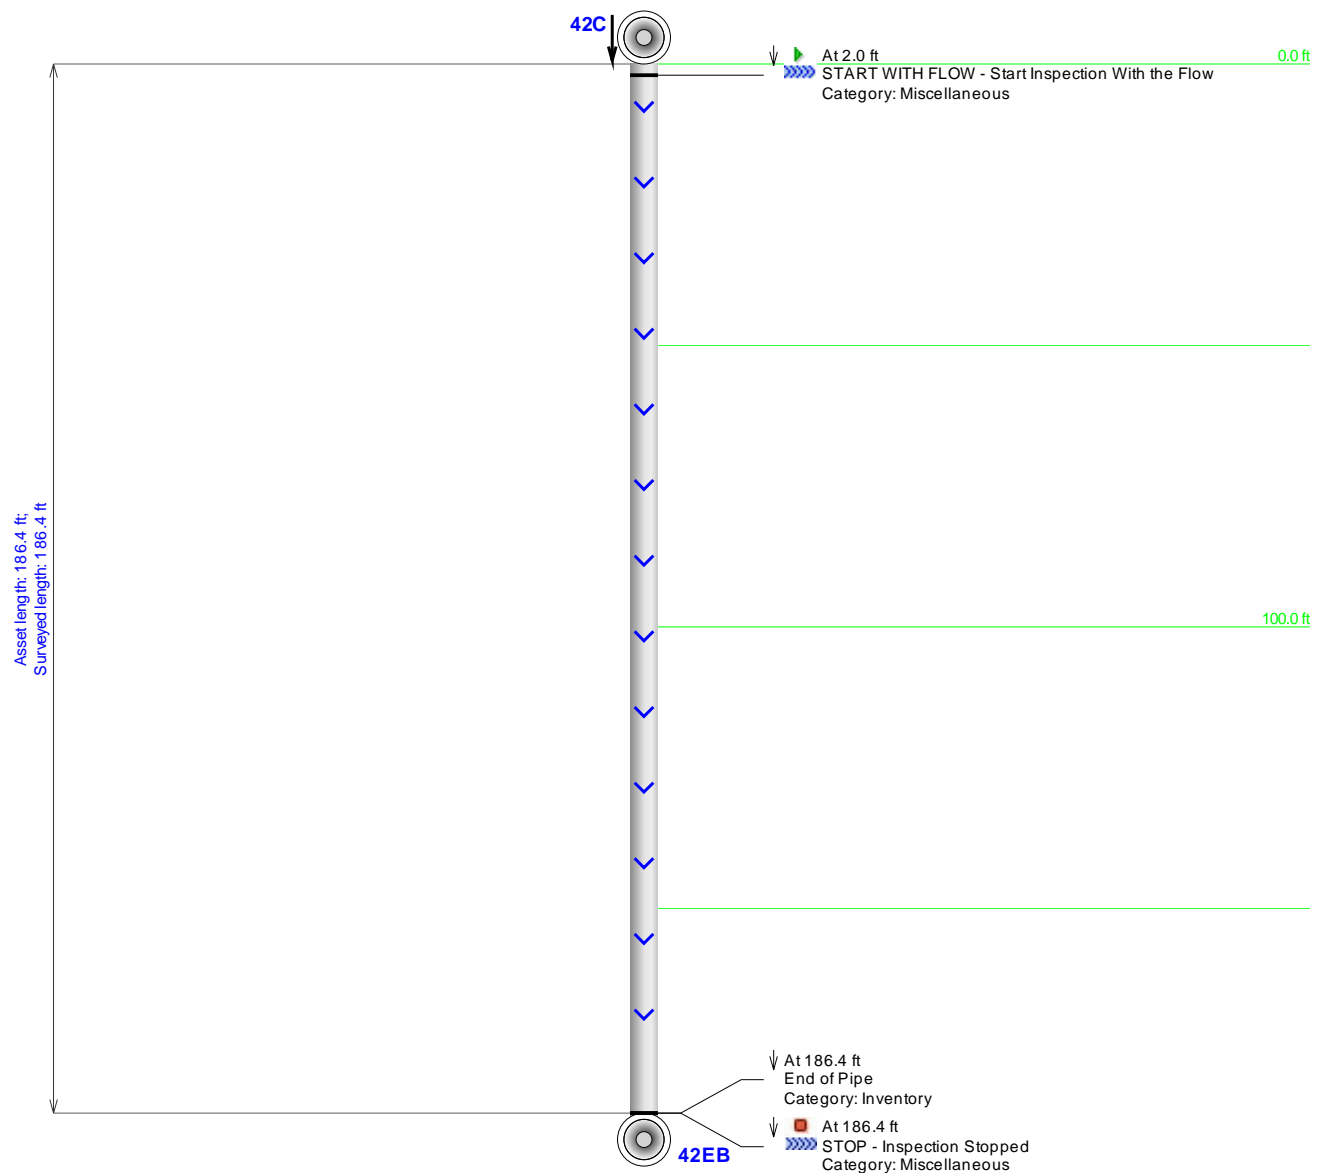 42C
At 2.0 ft
0.0 ft
START WITH FLOW - Start Inspection With the Flow
Category: Miscellaneous
Asset length: 186.4 ft;
Surveyed length: 186.4 ft
100.0 ft
At 186.4 ft
End of Pipe
Category: Inventory
At 186.4 ft
STOP - Inspection Stopped
42EB
Category: Miscellaneous